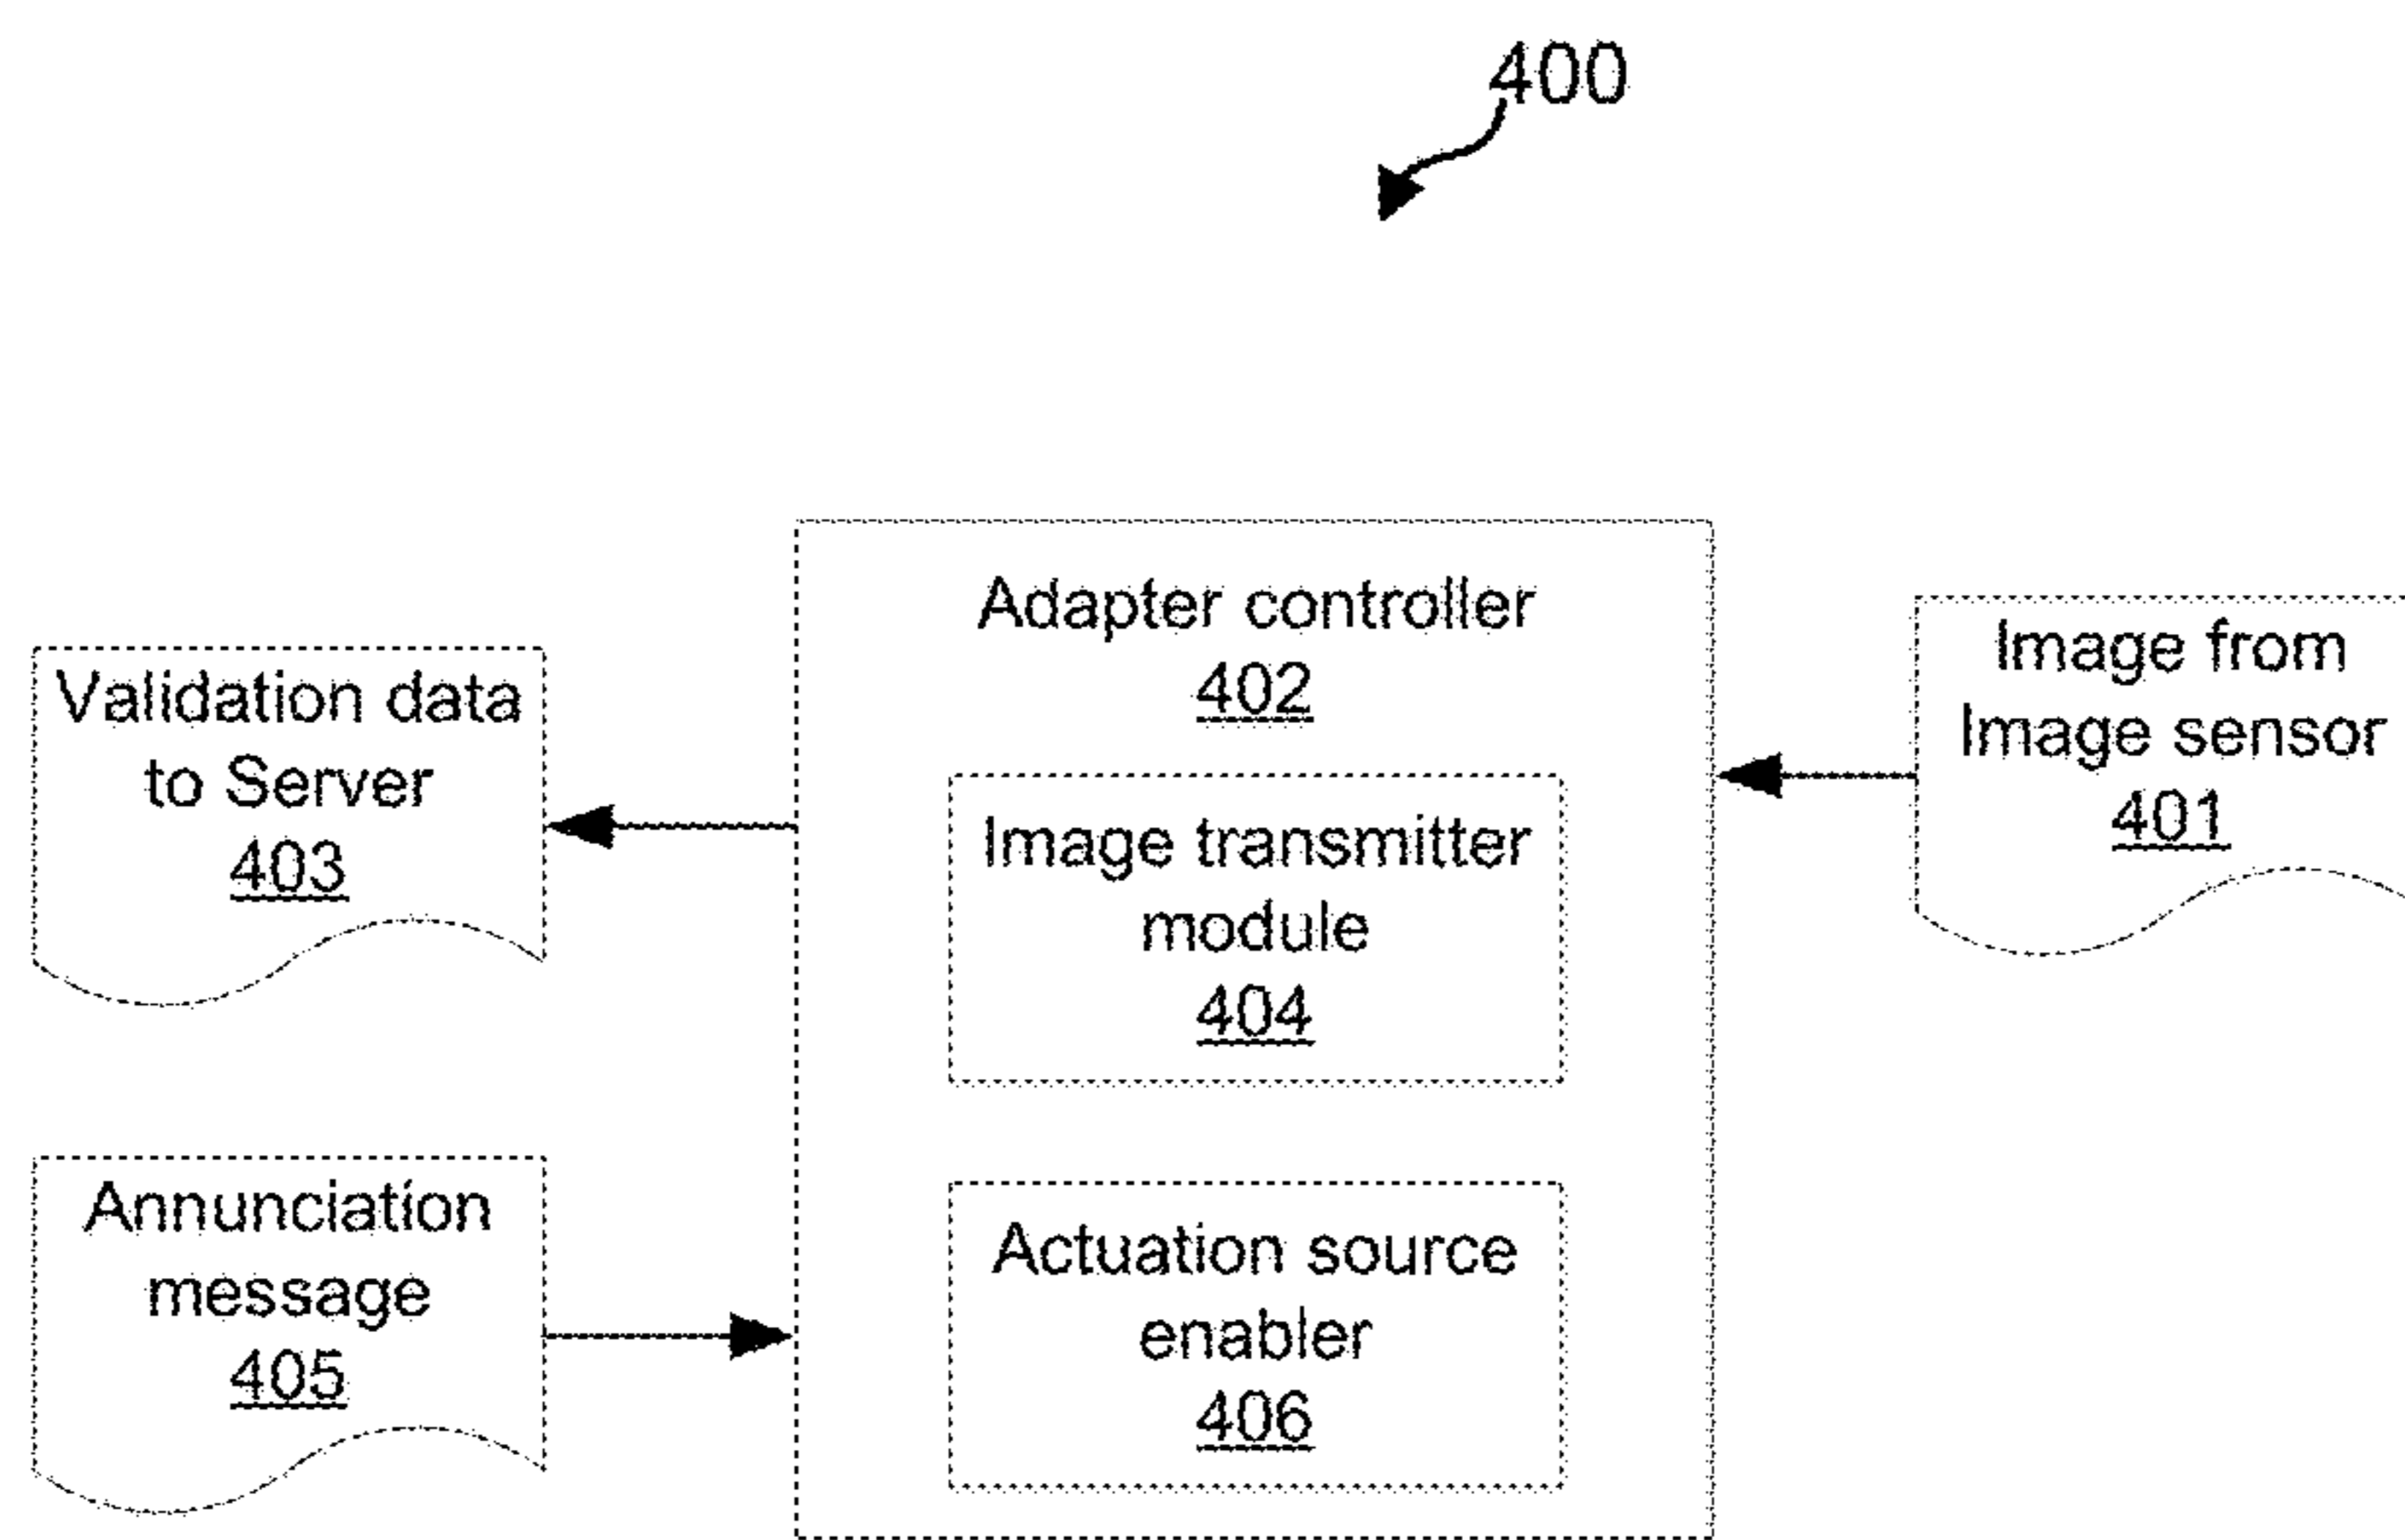 400
Adapter controller
402
Image from
Image sensor
401
Validation data
to Server
403
Image transmitter
module
404
Annunciation
message
405
Actuation source
enabler
406